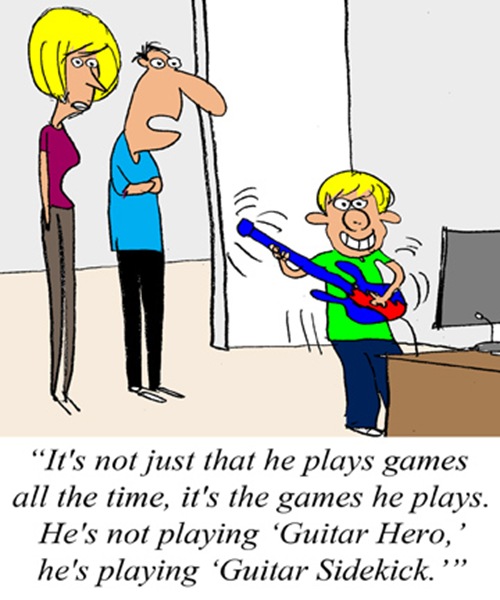 “It's not just that he plays games
all the time, it's the games he plays.
He's not playing ‘Guitar Hero,’
he's playing ‘Guitar Sidekick.’”